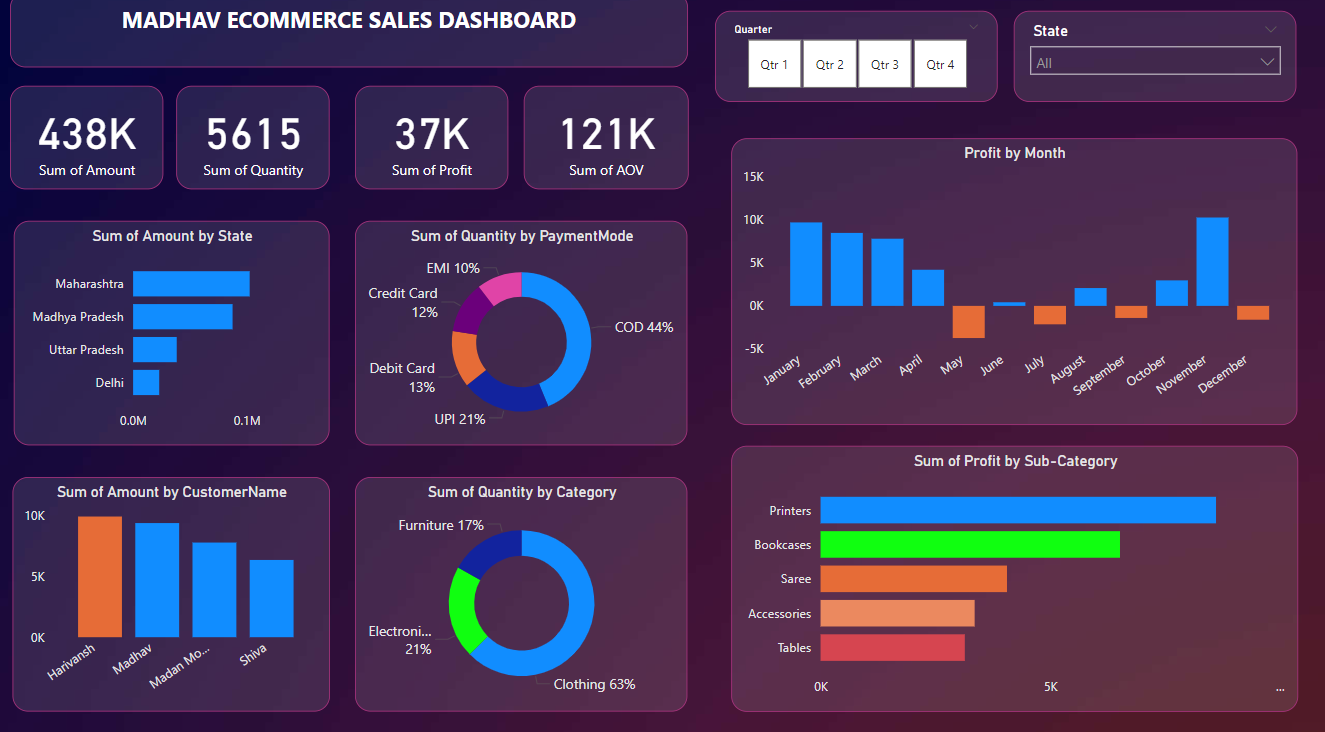 MADHAV ECOMMERCE SALES DASHBOARD
Quarter
Qtr 1 Qtr 2 Qtr 3 Qtr 4
State
All
438K
Sum of Amount
5615
Sum of Quantity
37K
Sum of Profit
121K
Sum of AOV
Sum of Amount by State
Maharashtra
Madhya Pradesh
Uttar Pradesh
Delhi
0.0M 0.1M
Sum of Quantity by PaymentMode
EMI 10%
Credit Card
12%
COD 44%
Debit Card
13%
UPI 21%
Profit by Month
15K
10K
5K
0K
-5K
January February March April May June July August September October November December
Sum of Amount by CustomerName
10K
5K
0K
Harivansh Madhav Madan Mo... Shiva
Sum of Quantity by Category
Furniture 17%
Electroni...
21%
Clothing 63%
Sum of Profit by Sub-Category
Printers
Bookcases
Saree
Accessories
Tables
0K 5K ...